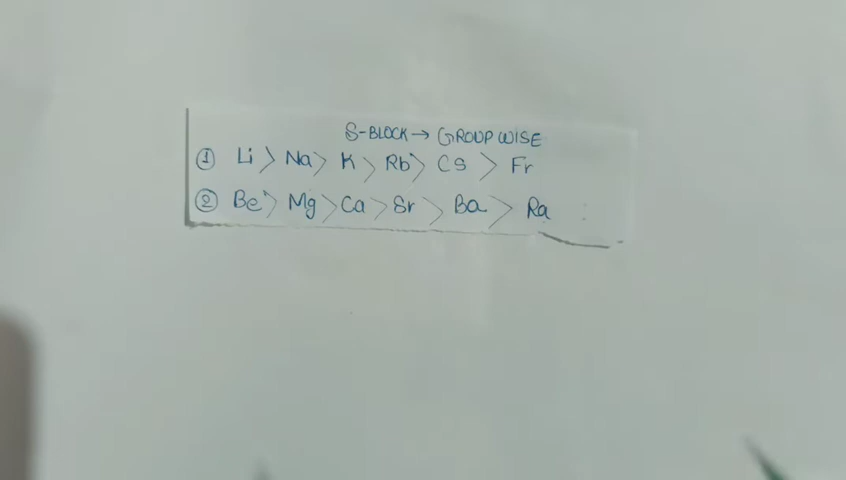 S-BLOCK → GROUP WISE
① Li > Na > K > Rb > Cs > Fr
② Be > Mg > Ca > Sr > Ba > Ra